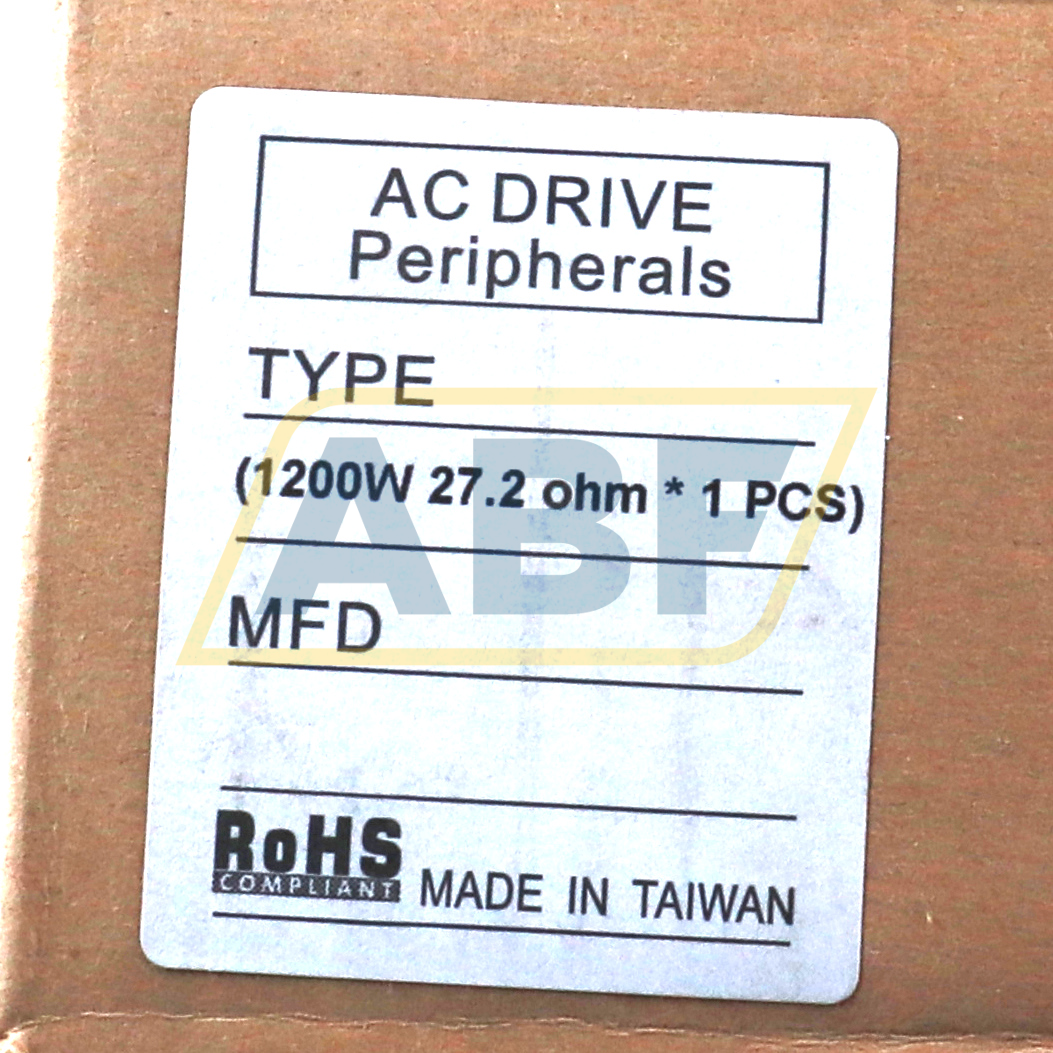 AC DRIVE
Peripherals
TYPE
(1200W 27.2 ohm * 1 PCS)
ABF
MFD
RoHS
COMPLIANT
MADE IN TAIWAN